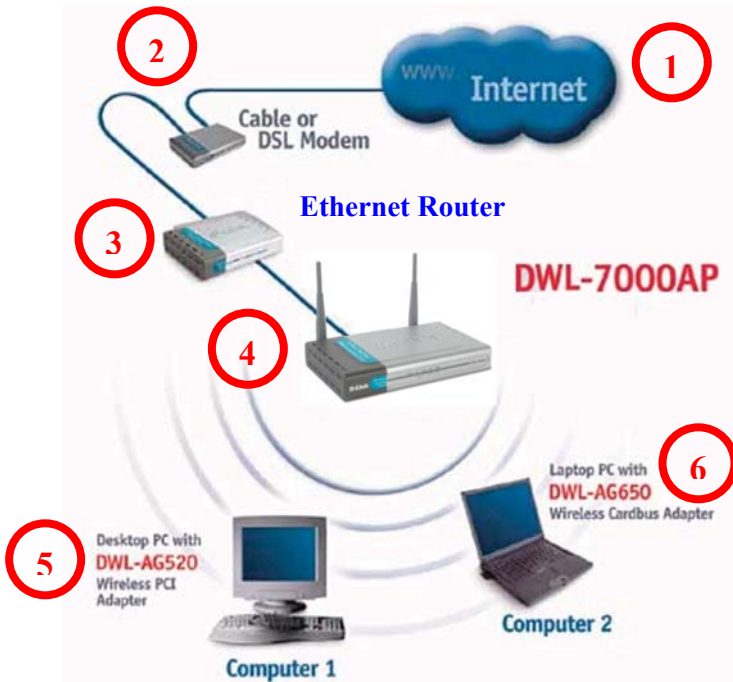 2
1
www.
Internet
Cable or
DSL Modem
Ethernet Router
3
DWL-7000AP
4
D-Link
6
Laptop PC with
DWL-AG650
Wireless Cardbus Adapter
5
Desktop PC with
DWL-AG520
Wireless PCI
Adapter
Computer 2
Computer 1